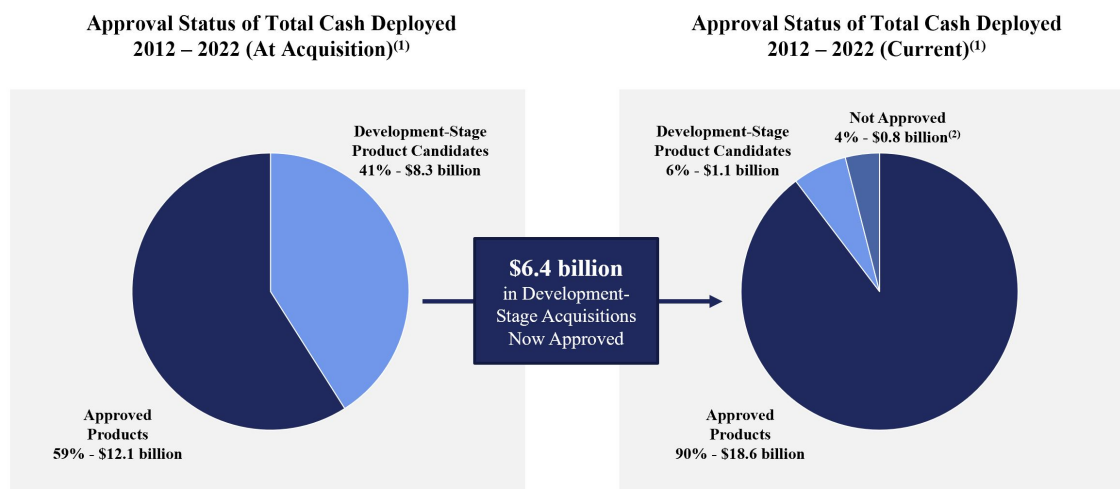 Approval Status of Total Cash Deployed
2012 – 2022 (At Acquisition)(1)
Development-Stage
Product Candidates
41% - $8.3 billion
Approved
Products
59% - $12.1 billion
$6.4 billion
in Development-
Stage Acquisitions
Now Approved
Approval Status of Total Cash Deployed
2012 – 2022 (Current)(1)
Not Approved
4% - $0.8 billion(2)
Development-Stage
Product Candidates
6% - $1.1 billion
Approved
Products
90% - $18.6 billion